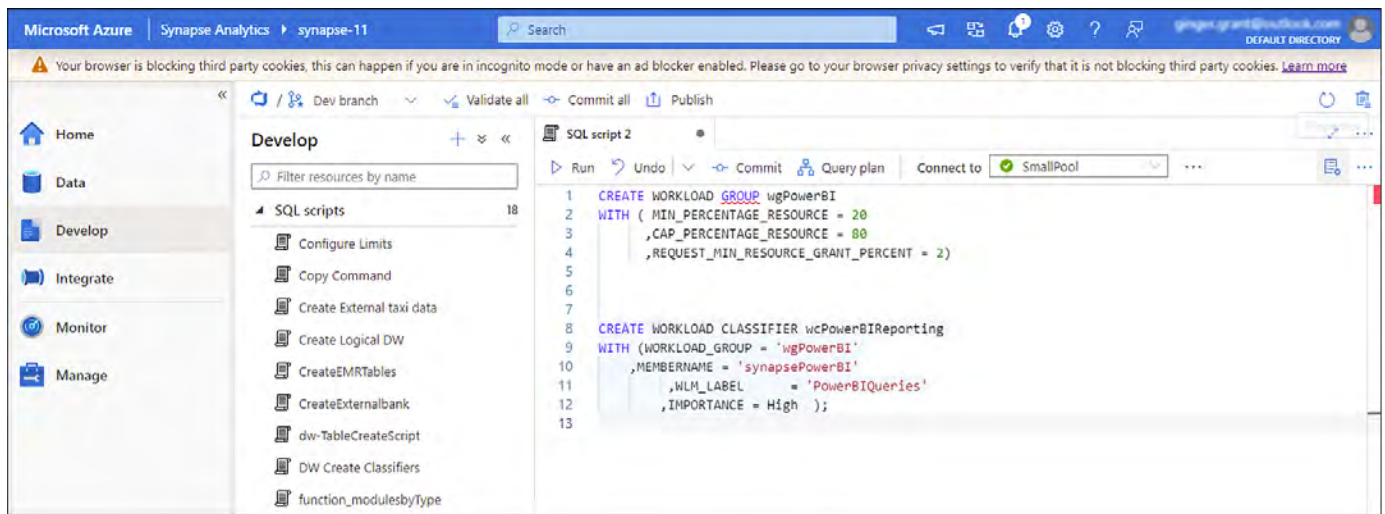 Microsoft Azure Synapse Analytics synapse-11 Search
DEFAULT DIRECTORY
Your browser is blocking third party cookies, this can happen if you are in incognito mode or have an ad blocker enabled. Please go to your browser privacy settings to verify that it is not blocking third party cookies. Learn more
« / Dev branch Validate all Commit all Publish
Home
Data
Develop
Integrate
Monitor
Manage
Develop + «
Filter resources by name
SQL scripts 18
Configure Limits
Copy Command
Create External taxi data
Create Logical DW
CreateEMRTables
CreateExternalbank
dw-TableCreateScript
DW Create Classifiers
function_modulesbyType
SQL script 2
Run Undo Commit Query plan Connect to SmallPool ...
1 CREATE WORKLOAD GROUP wgPowerBI
2 WITH ( MIN_PERCENTAGE_RESOURCE = 20
3 ,CAP_PERCENTAGE_RESOURCE = 80
4 ,REQUEST_MIN_RESOURCE_GRANT_PERCENT = 2)
5
6
7
8 CREATE WORKLOAD CLASSIFIER wcPowerBIReporting
9 WITH (WORKLOAD_GROUP = 'wgPowerBI'
10 ,MEMBERNAME = 'synapsePowerBI'
11 ,WLM_LABEL = 'PowerBIQueries'
12 ,IMPORTANCE = High );
13